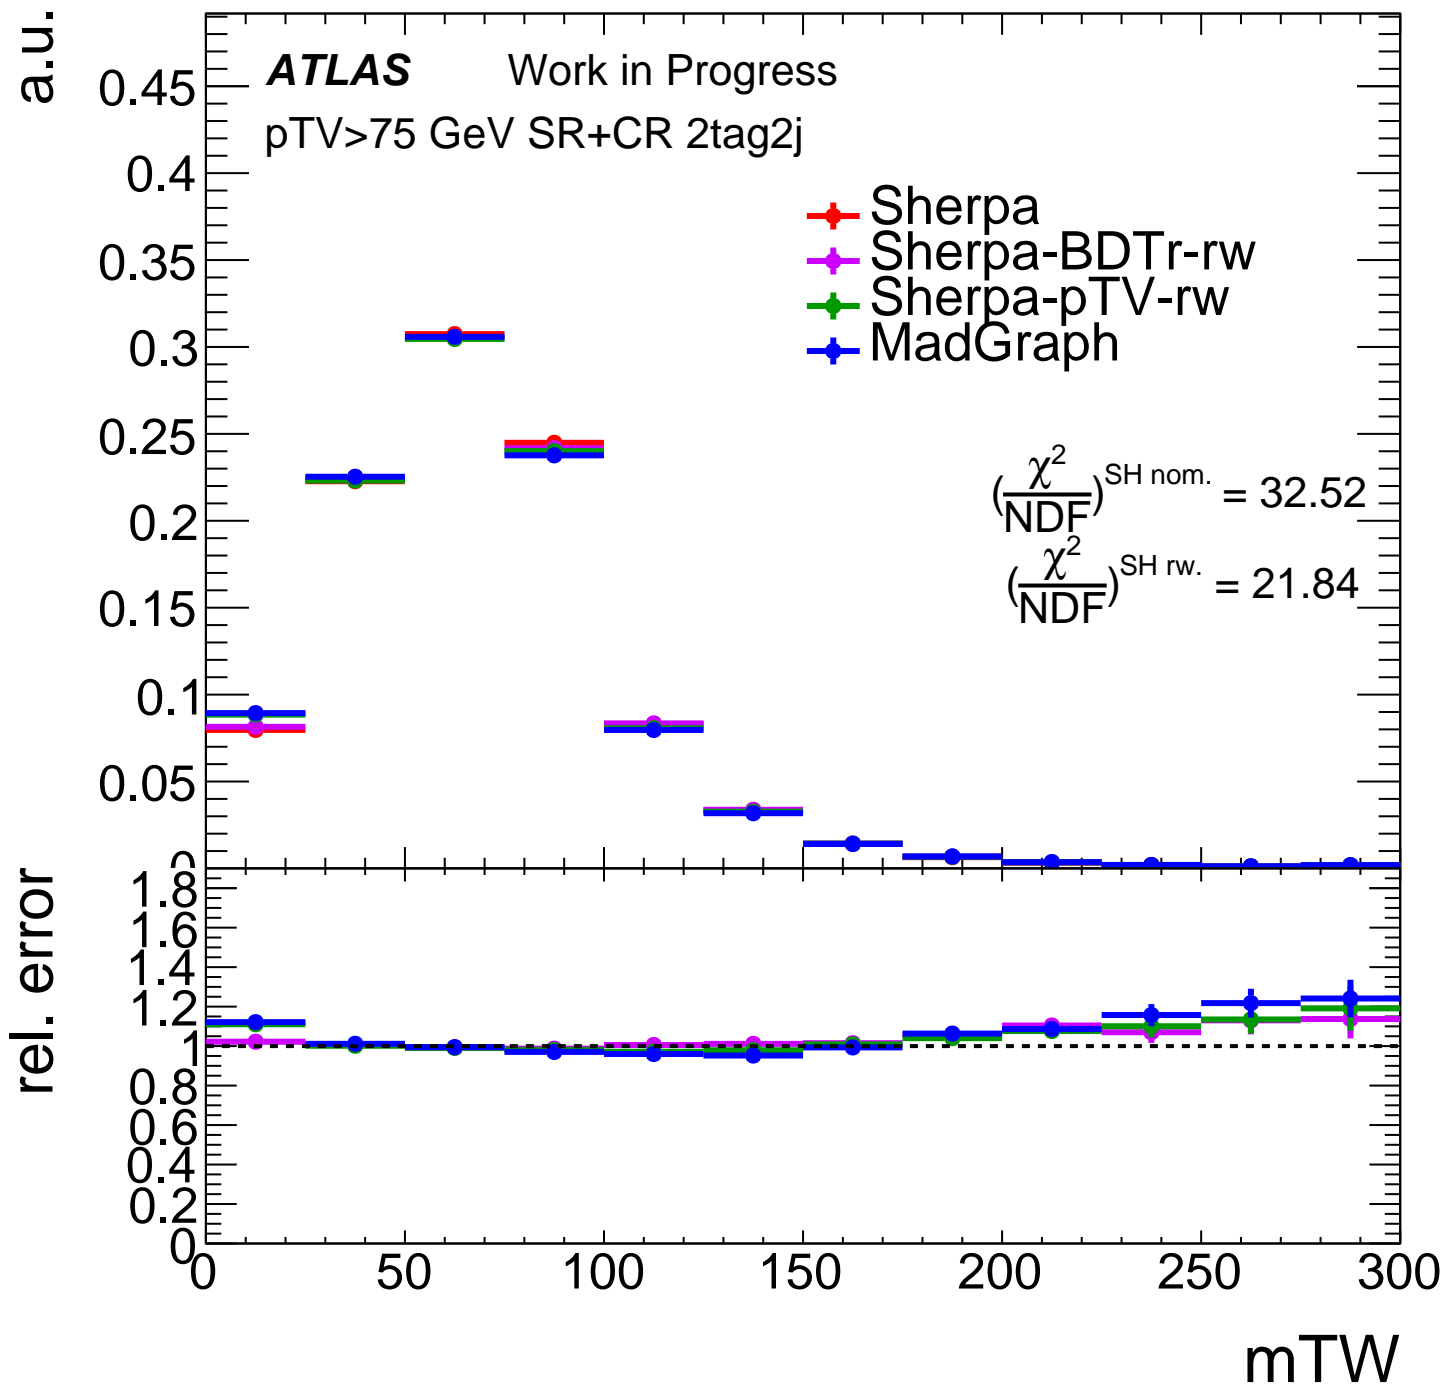 a.u.
ATLAS Work in Progress
pTV>75 GeV SR+CR 2tag2j
Sherpa
Sherpa-BDTr-rw
Sherpa-pTV-rw
MadGraph
(χ²/NDF)^SH nom. = 32.52
(χ²/NDF)^SH rw. = 21.84
0.45
0.4
0.35
0.3
0.25
0.2
0.15
0.1
0.05
0
rel. error
1.8
1.6
1.4
1.2
1
0.8
0.6
0.4
0.2
0
0 50 100 150 200 250 300
mTW